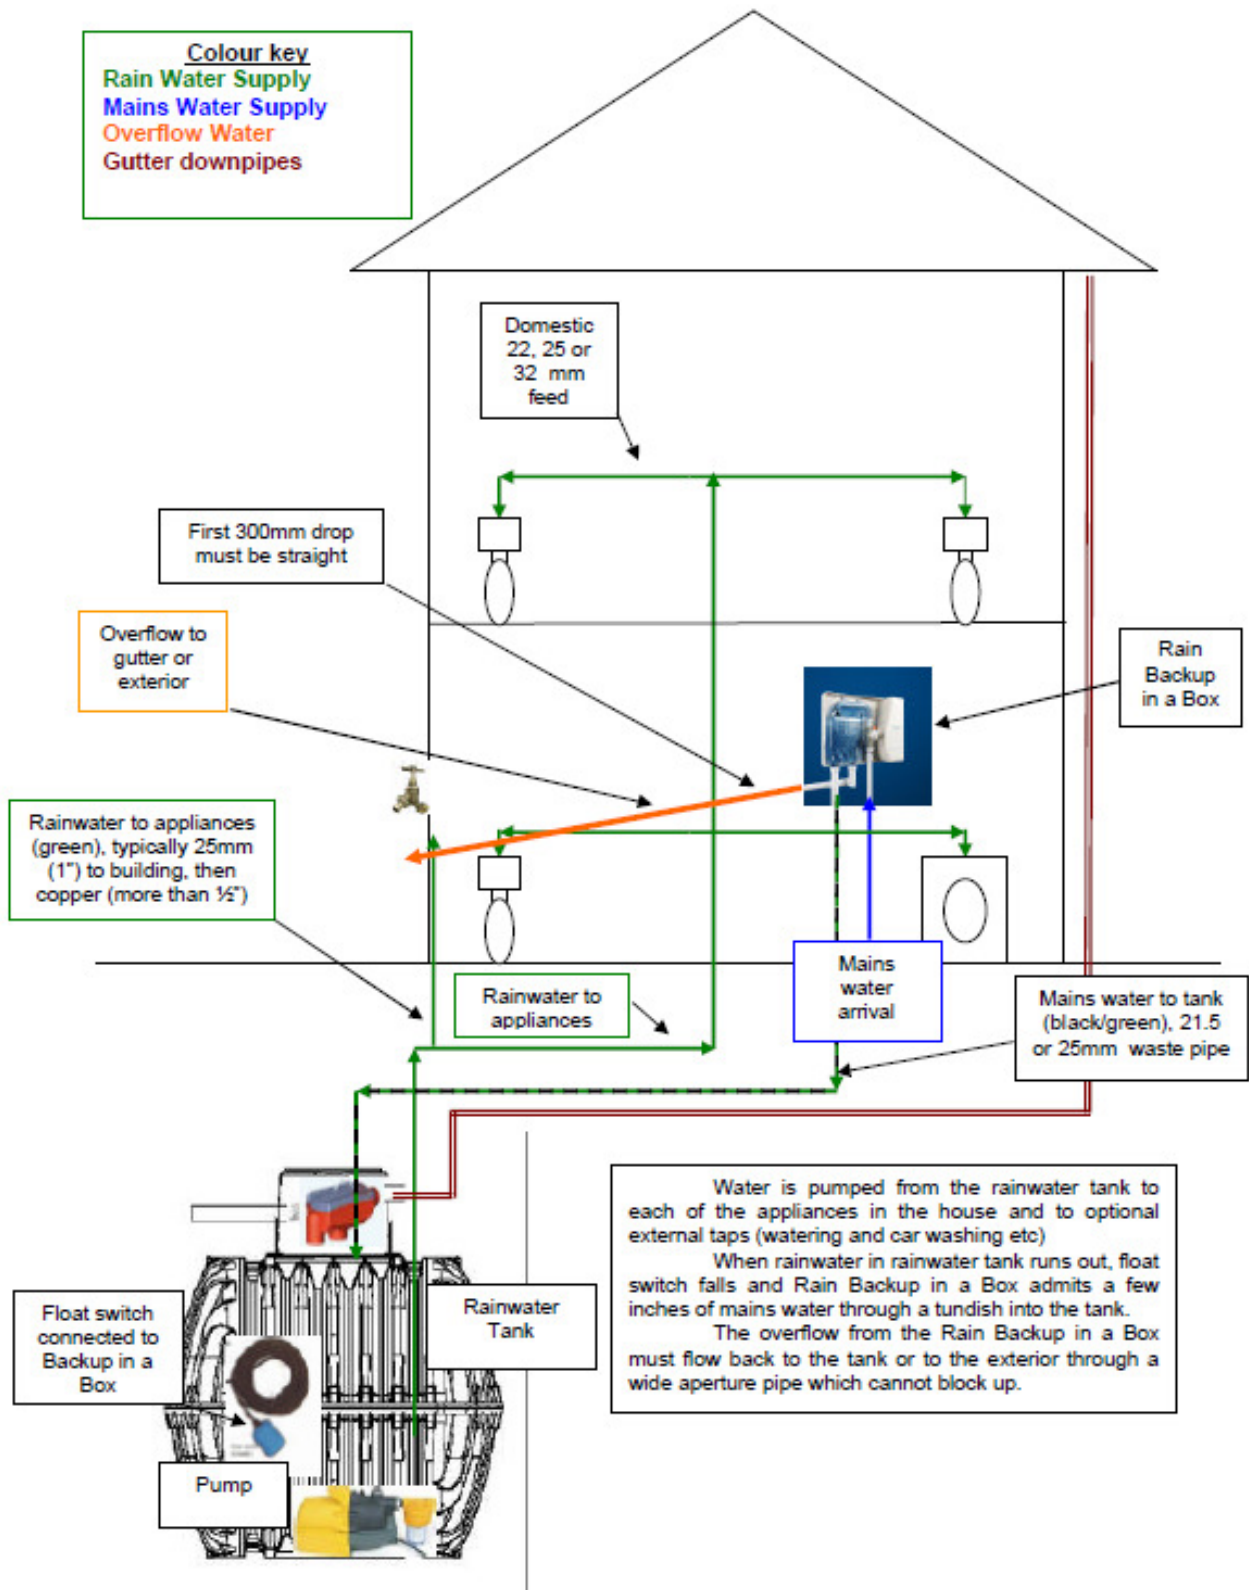 Colour key
Rain Water Supply
Mains Water Supply
Overflow Water
Gutter downpipes
Domestic
22, 25 or
32 mm
feed
First 300mm drop
must be straight
Overflow to
gutter or
exterior
Rain
Backup
in a Box
Rainwater to appliances
(green), typically 25mm
(1") to building, then
copper (more than ½")
Rainwater to
appliances
Mains
water
arrival
Mains water to tank
(black/green), 21.5
or 25mm waste pipe
Water is pumped from the rainwater tank to
each of the appliances in the house and to optional
external taps (watering and car washing etc)
When rainwater in rainwater tank runs out, float
switch falls and Rain Backup in a Box admits a few
inches of mains water through a tundish into the tank.
The overflow from the Rain Backup in a Box
must flow back to the tank or to the exterior through a
wide aperture pipe which cannot block up.
Rainwater
Tank
Float switch
connected to
Backup in a
Box
Pump